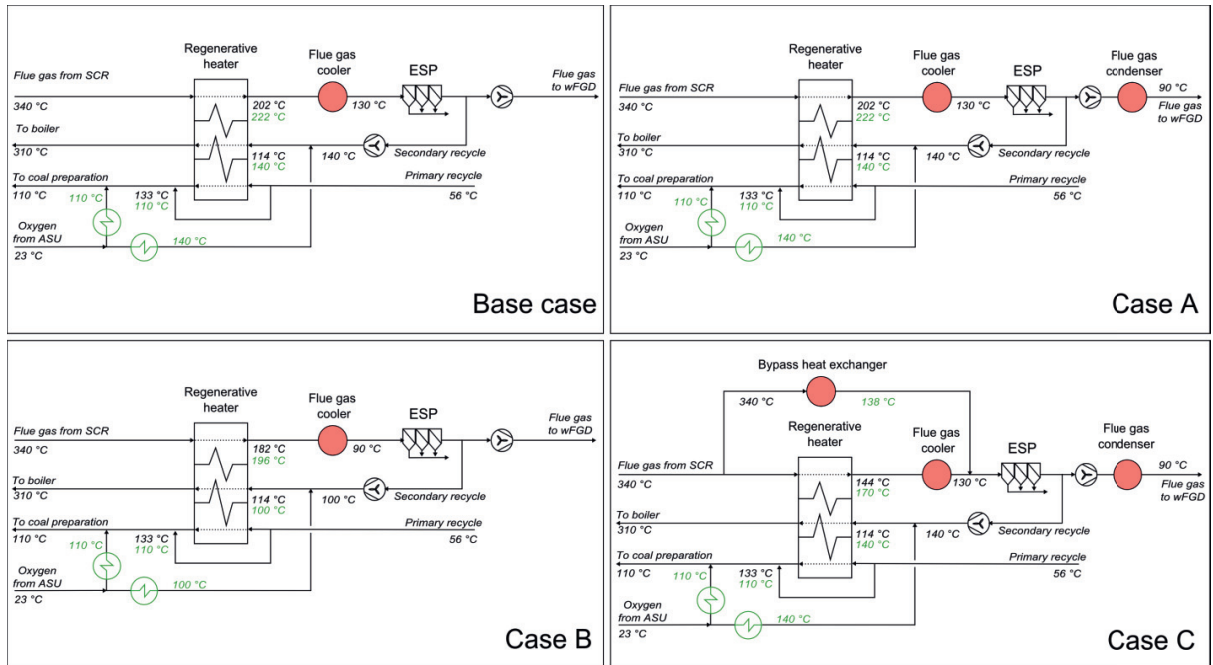 Regenerative
heater
Flue gas
cooler
ESP
Flue gas
to wFGD
Flue gas from SCR
340 °C
202 °C
222 °C
130 °C
To boiler
310 °C
114 °C
140 °C
140 °C
Secondary recycle
To coal preparation
110 °C
110 °C
133 °C
110 °C
Primary recycle
56 °C
Oxygen
from ASU
23 °C
140 °C
Base case
Regenerative
heater
Flue gas
cooler
ESP
Flue gas
condenser
90 °C
Flue gas
to wFGD
Flue gas from SCR
340 °C
202 °C
222 °C
130 °C
To boiler
310 °C
114 °C
140 °C
140 °C
Secondary recycle
To coal preparation
110 °C
110 °C
133 °C
110 °C
Primary recycle
56 °C
Oxygen
from ASU
23 °C
140 °C
Case A
Regenerative
heater
Flue gas
cooler
ESP
Flue gas
to wFGD
Flue gas from SCR
340 °C
182 °C
196 °C
90 °C
To boiler
310 °C
114 °C
100 °C
100 °C
Secondary recycle
To coal preparation
110 °C
110 °C
133 °C
110 °C
Primary recycle
56 °C
Oxygen
from ASU
23 °C
100 °C
Case B
Bypass heat exchanger
340 °C
138 °C
Regenerative
heater
Flue gas
cooler
ESP
Flue gas
condenser
90 °C
Flue gas
to wFGD
Flue gas from SCR
340 °C
144 °C
170 °C
130 °C
To boiler
310 °C
114 °C
140 °C
140 °C
Secondary recycle
To coal preparation
110 °C
110 °C
133 °C
110 °C
Primary recycle
56 °C
Oxygen
from ASU
23 °C
140 °C
Case C